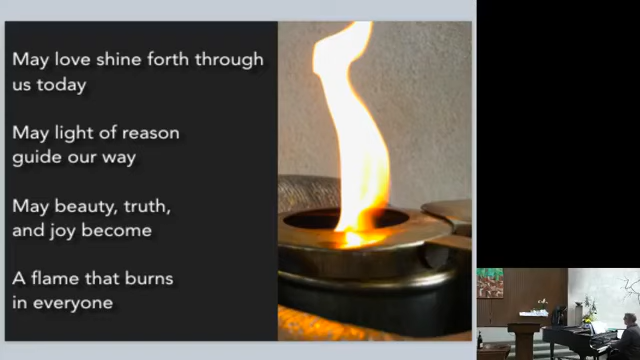 May love shine forth through
us today
May light of reason
guide our way
May beauty, truth,
and joy become
A flame that burns
in everyone